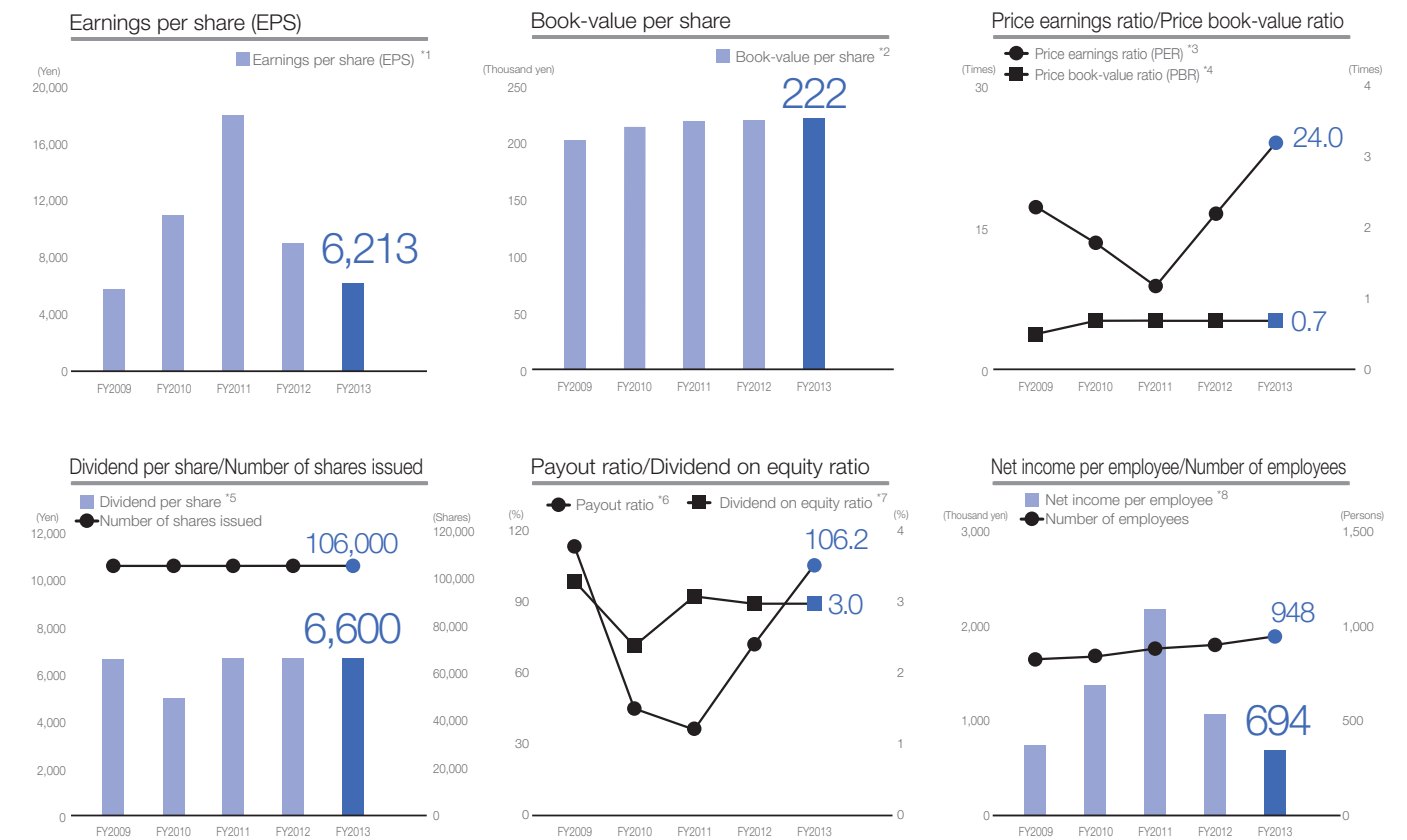 Earnings per share (EPS)
Earnings per share (EPS) *1
(Yen)
20,000
16,000
12,000
8,000
4,000
0
6,213
FY2009 FY2010 FY2011 FY2012 FY2013
Book-value per share
Book-value per share *2
(Thousand yen)
250
200
150
100
50
0
222
FY2009 FY2010 FY2011 FY2012 FY2013
Price earnings ratio/Price book-value ratio
Price earnings ratio (PER) *3
Price book-value ratio (PBR) *4
(Times)
30
15
0
(Times)
4
3
2
1
0
24.0
0.7
FY2009 FY2010 FY2011 FY2012 FY2013
Dividend per share/Number of shares issued
Dividend per share *5
Number of shares issued
(Yen)
12,000
10,000
8,000
6,000
4,000
2,000
0
(Shares)
120,000
100,000
80,000
60,000
40,000
20,000
0
106,000
6,600
FY2009 FY2010 FY2011 FY2012 FY2013
Payout ratio/Dividend on equity ratio
Payout ratio *6 Dividend on equity ratio *7
(%)
120
90
60
30
0
(%)
4
3
2
1
0
106.2
3.0
FY2009 FY2010 FY2011 FY2012 FY2013
Net income per employee/Number of employees
Net income per employee *8
Number of employees
(Thousand yen)
3,000
2,000
1,000
0
(Persons)
1,500
1,000
500
0
948
694
FY2009 FY2010 FY2011 FY2012 FY2013